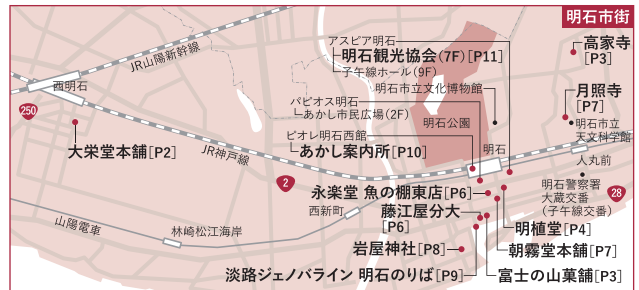 明石市街
アスピア明石
明石観光協会(7F)[P11]
子午線ホール(9F)
高家寺
[P3]
JR山陽新幹線
西明石
250
明石市立文化博物館
月照寺
[P7]
パピオス明石
あかし市民広場(2F)
明石公園
明石市立
天文科学館
大栄堂本舗[P2]
JR神戸線
ピオレ明石西館
あかし案内所[P10]
明石
人丸前
2
永楽堂 魚の棚東店[P6]
明石警察署
大蔵交番
(子午線交番)
28
西新町
藤江屋分大
[P6]
明植堂[P4]
山陽電車
林崎松江海岸
岩屋神社[P8]
朝霧堂本舗[P7]
淡路ジェノバライン 明石のりば[P9]
富士の山菓舗[P3]